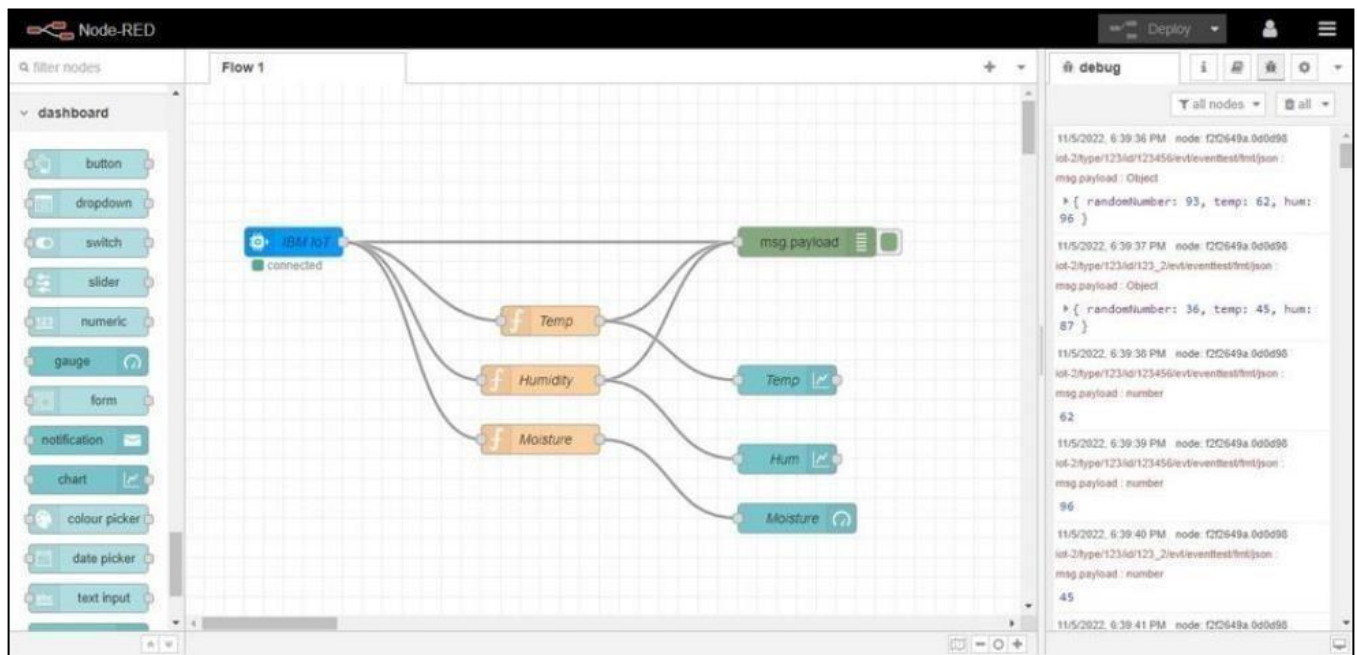 Node-RED
Deploy
filter nodes
Flow 1
debug
i
all nodes
all
dashboard
button
dropdown
switch
slider
numeric
gauge
form
notification
chart
colour picker
date picker
text input
IBM IoT
connected
msg.payload
Temp
Humidity
Moisture
Temp
Hum
Moisture
11/5/2022, 6:39:36 PM node: f2f2649a.0d0d98
iot-2/type/123/id/123456/evt/eventtest/fmt/json :
msg.payload : Object
{ randomNumber: 93, temp: 62, hum:
96 }
11/5/2022, 6:39:37 PM node: f2f2649a.0d0d98
iot-2/type/123/id/123_2/evt/eventtest/fmt/json :
msg.payload : Object
{ randomNumber: 36, temp: 45, hum:
87 }
11/5/2022, 6:39:38 PM node: f2f2649a.0d0d98
iot-2/type/123/id/123456/evt/eventtest/fmt/json :
msg.payload : number
62
11/5/2022, 6:39:39 PM node: f2f2649a.0d0d98
iot-2/type/123/id/123456/evt/eventtest/fmt/json :
msg.payload : number
96
11/5/2022, 6:39:40 PM node: f2f2649a.0d0d98
iot-2/type/123/id/123_2/evt/eventtest/fmt/json :
msg.payload : number
45
11/5/2022, 6:39:41 PM node: f2f2649a.0d0d98